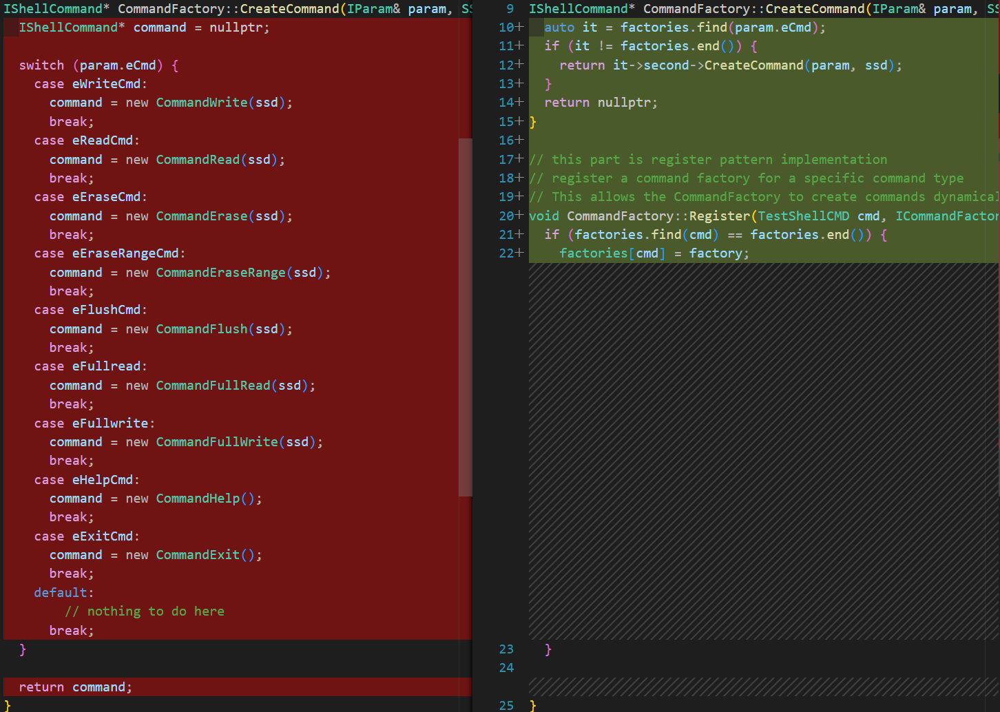 IShellCommand* CommandFactory::CreateCommand(IParam& param,
IShellCommand* command = nullptr;
switch (param.eCmd) {
case eWriteCmd:
command = new CommandWrite(ssd);
break;
case eReadCmd:
command = new CommandRead(ssd);
break;
case eEraseCmd:
command = new CommandErase(ssd);
break;
case eEraseRangeCmd:
command = new CommandEraseRange(ssd);
break;
case eFlushCmd:
command = new CommandFlush(ssd);
break;
case eFullread:
command = new CommandFullRead(ssd);
break;
case eFullwrite:
command = new CommandFullWrite(ssd);
break;
case eHelpCmd:
command = new CommandHelp();
break;
case eExitCmd:
command = new CommandExit();
break;
default:
// nothing to do here
break;
}
return command;
}
9 IShellCommand* CommandFactory::CreateCommand(IParam& param,
10+ auto it = factories.find(param.eCmd);
11+ if (it != factories.end()) {
12+ return it->second->CreateCommand(param, ssd);
13+ }
14+ return nullptr;
15+ }
16+
17+ // this part is register pattern implementation
18+ // register a command factory for a specific command type
19+ // This allows the CommandFactory to create commands dynamical
20+ void CommandFactory::Register(TestShellCMD cmd, ICommandFactor
21+ if (factories.find(cmd) == factories.end()) {
22+ factories[cmd] = factory;
23 }
24
25 }